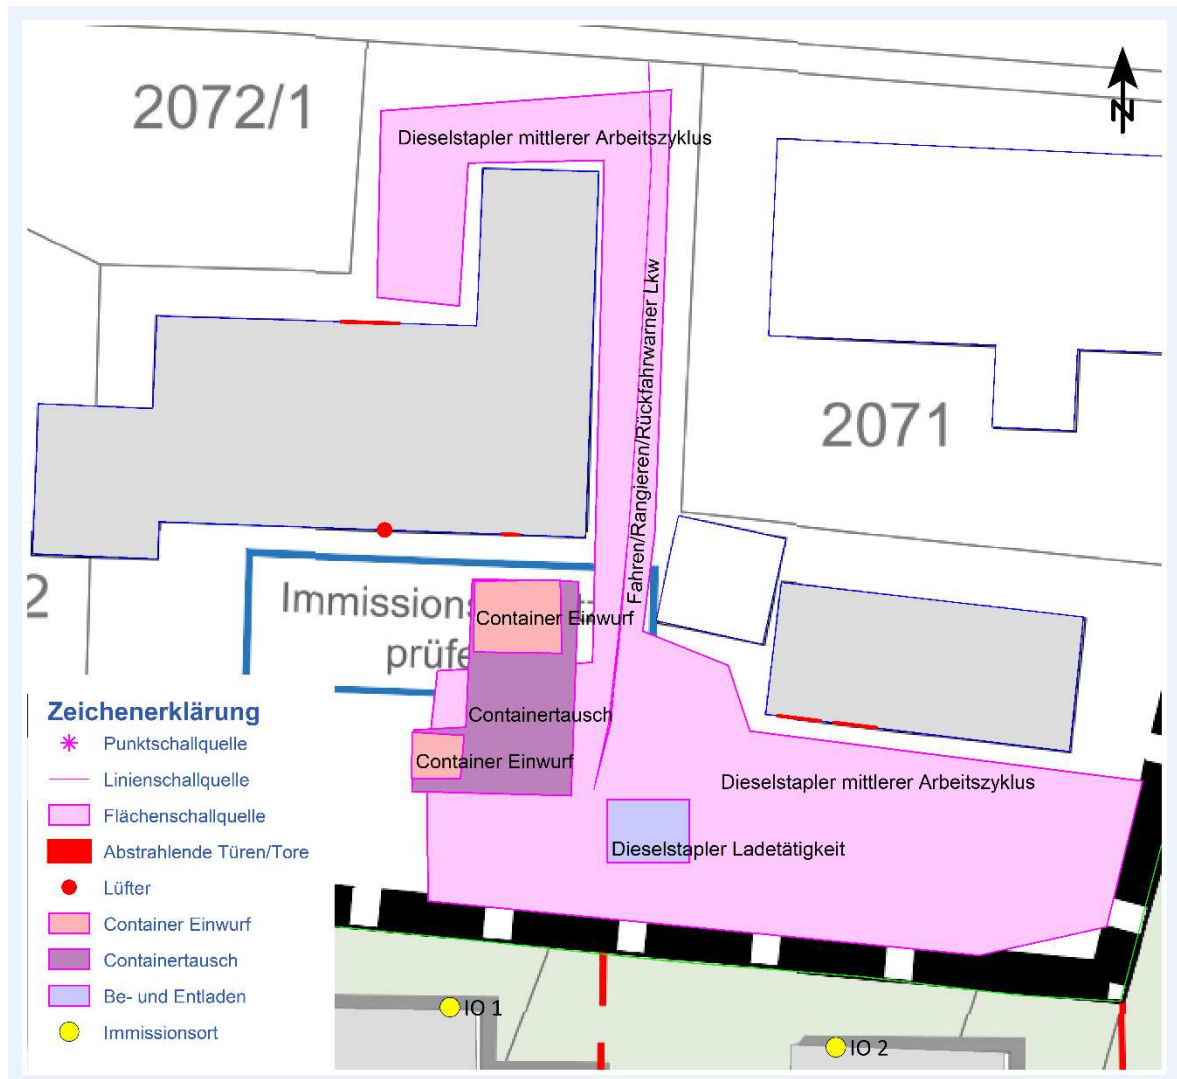 2072/1
N
Dieselstapler mittlerer Arbeitszyklus
Fahren/Rangieren/Rückfahrwarner Lkw
2071
2
Immissions
Container Einwurf
prüfe
Containertausch
Container Einwurf
Dieselstapler mittlerer Arbeitszyklus
Dieselstapler Ladetätigkeit
Zeichenerklärung
Punktschallquelle
Linienschallquelle
Flächenschallquelle
Abstrahlende Türen/Tore
Lüfter
Container Einwurf
Containertausch
Be- und Entladen
Immissionsort
IO 1
IO 2